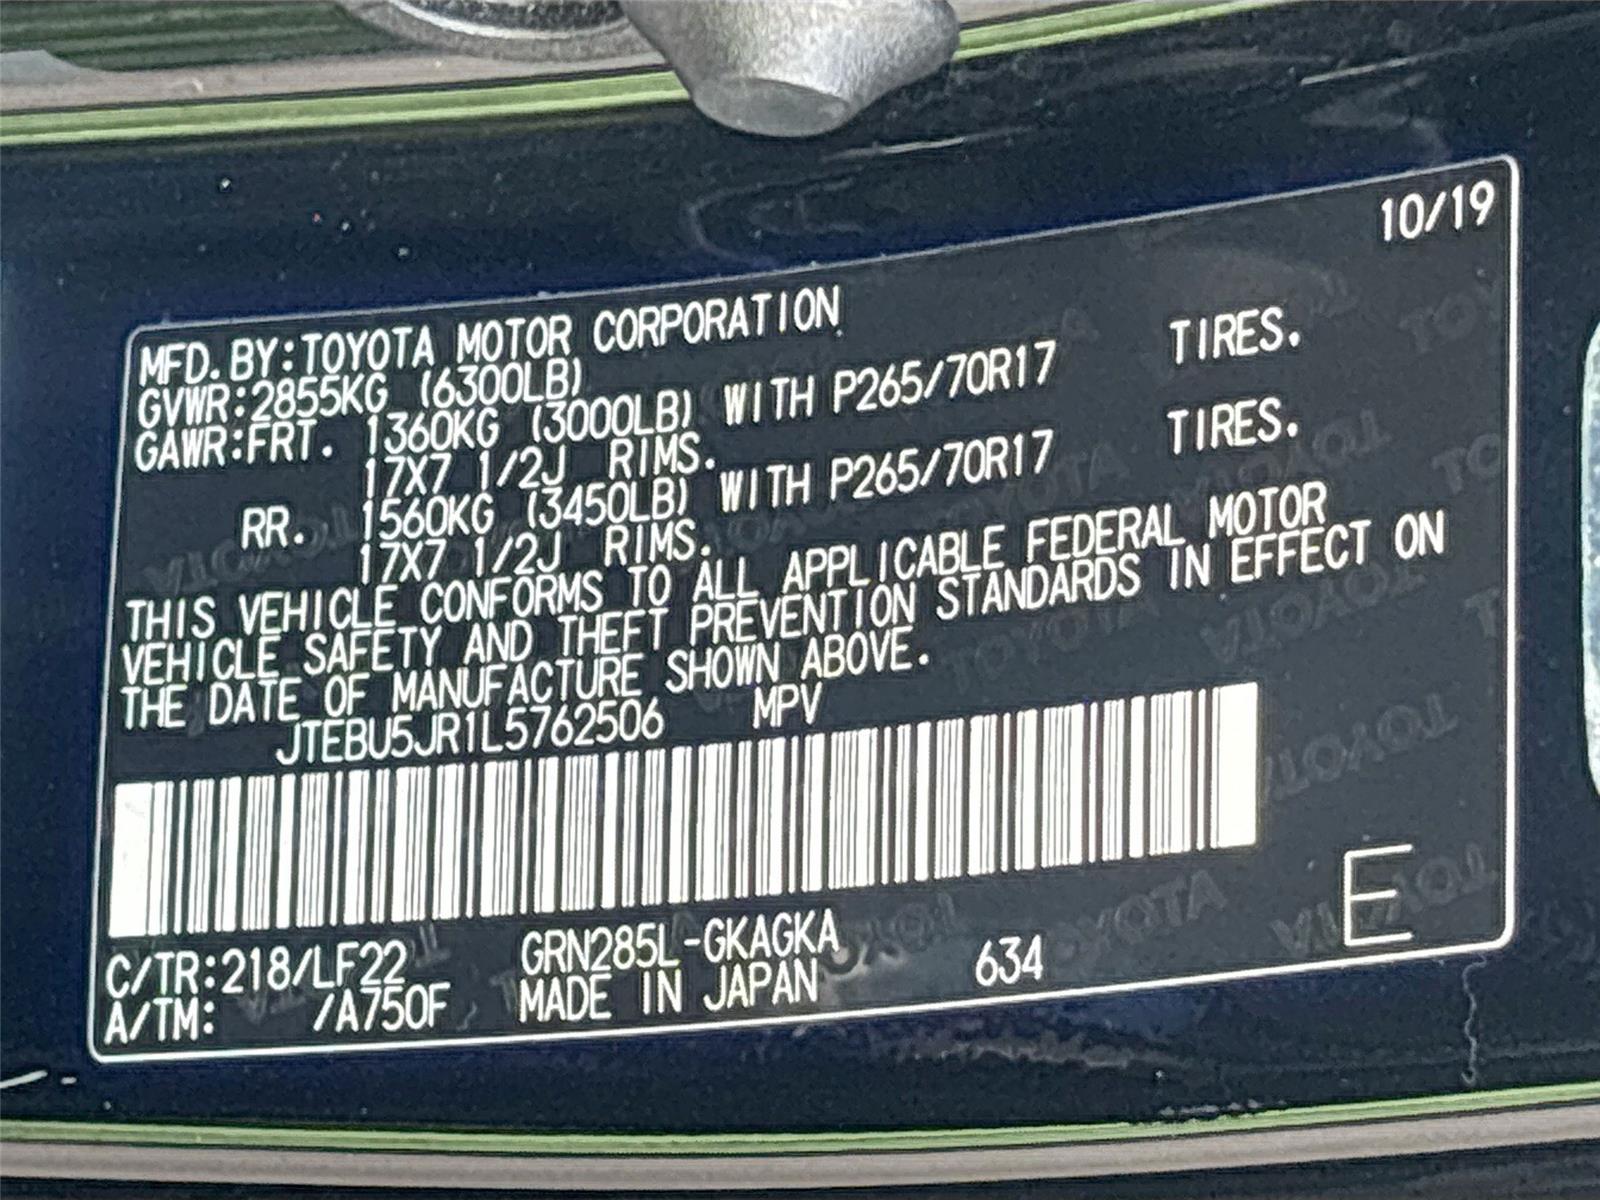 10/19
MFD. BY:TOYOTA MOTOR CORPORATION
GVWR:2855KG (6300LB)
GAWR:FRT. 1360KG (3000LB) WITH P265/70R17 TIRES.
17X7 1/2J RIMS.
RR. 1560KG (3450LB) WITH P265/70R17 TIRES.
17X7 1/2J RIMS.
THIS VEHICLE CONFORMS TO ALL APPLICABLE FEDERAL MOTOR
VEHICLE SAFETY AND THEFT PREVENTION STANDARDS IN EFFECT ON
THE DATE OF MANUFACTURE SHOWN ABOVE.
JTEBU5JR1L5762506 MPV
C/TR:218/LF22 GRN285L-GKAGKA
A/TM: /A750F MADE IN JAPAN 634 E